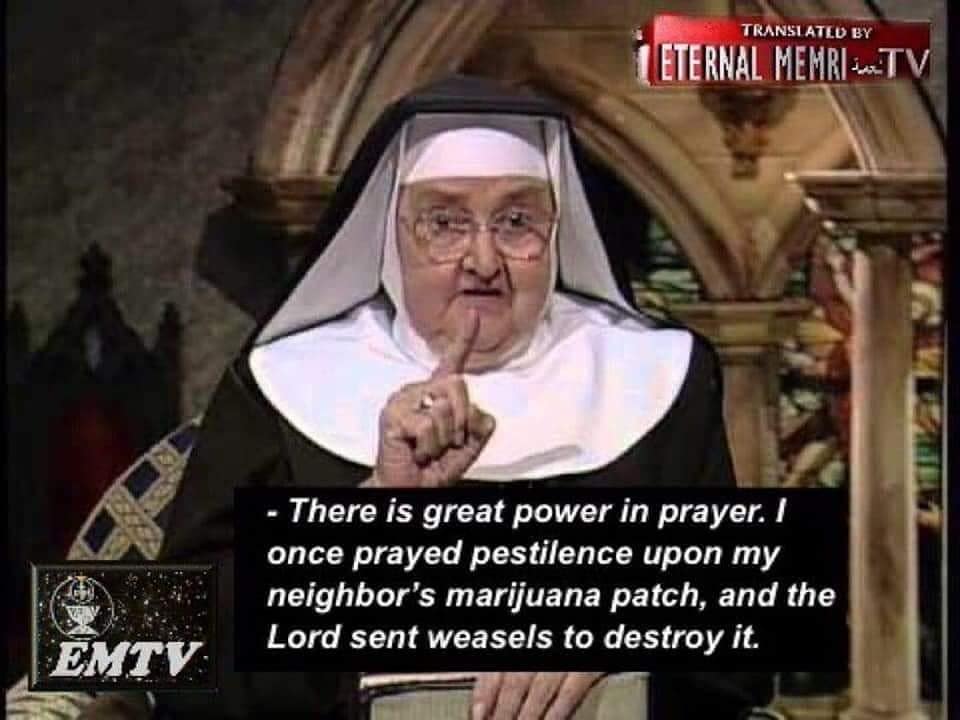 TRANSLATED BY
ETERNAL MEMRI TV
- There is great power in prayer. I
once prayed pestilence upon my
neighbor's marijuana patch, and the
Lord sent weasels to destroy it.
EMTV